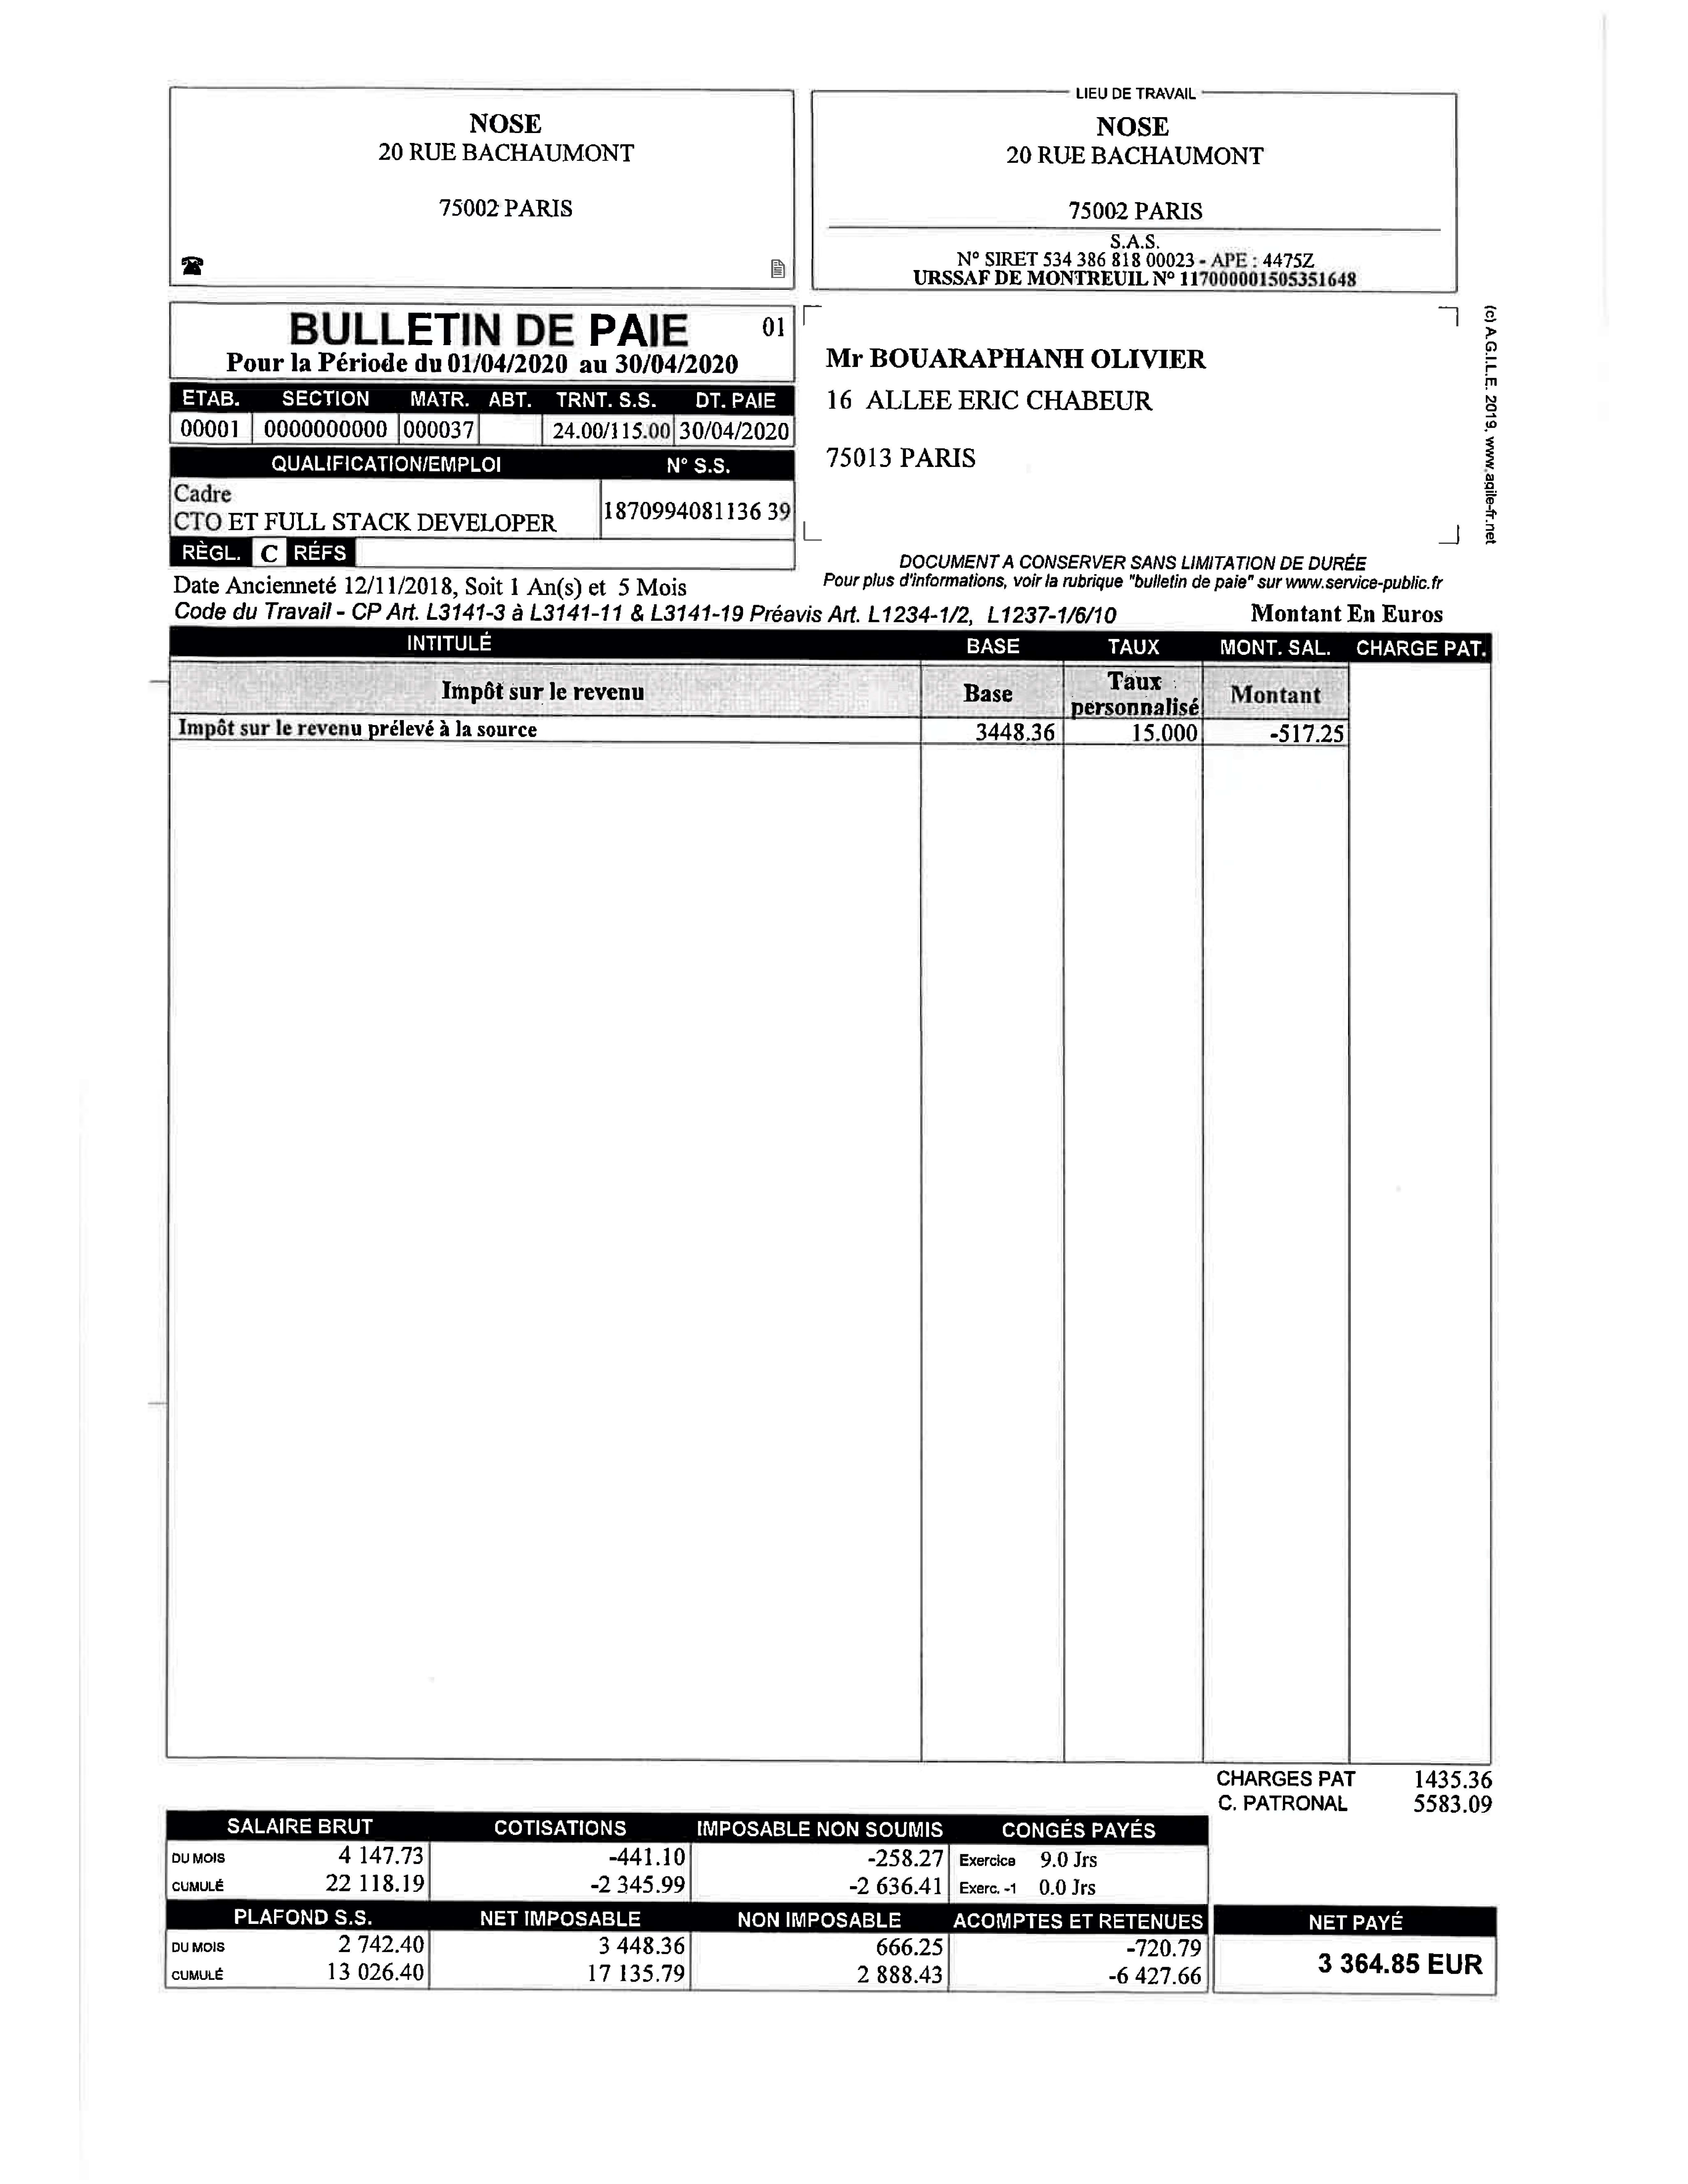 NOSE
20 RUE BACHAUMONT
75002 PARIS
LIEU DE TRAVAIL
NOSE
20 RUE BACHAUMONT
75002 PARIS
S.A.S.
N° SIRET 534 386 818 00023 - APE : 4475Z
URSSAF DE MONTREUIL N° 117000001505351648
BULLETIN DE PAIE 01
Pour la Période du 01/04/2020 au 30/04/2020
ETAB. SECTION MATR. ABT. TRNT. S.S. DT. PAIE
00001 0000000000 000037 24.00/115.00 30/04/2020
QUALIFICATION/EMPLOI N° S.S.
Cadre
CTO ET FULL STACK DEVELOPER
1870994081136 39
RÈGL. C RÉFS
Mr BOUARAPHANH OLIVIER
16 ALLEE ERIC CHABEUR
75013 PARIS
(c) A.G.I.L.E. 2019. www.agile-fr.net
DOCUMENT A CONSERVER SANS LIMITATION DE DURÉE
Pour plus d'informations, voir la rubrique "bulletin de paie" sur www.service-public.fr
Date Ancienneté 12/11/2018, Soit 1 An(s) et 5 Mois
Code du Travail - CP Art. L3141-3 à L3141-11 & L3141-19 Préavis Art. L1234-1/2, L1237-1/6/10 Montant En Euros
INTITULÉ BASE TAUX MONT. SAL. CHARGE PAT.
Impôt sur le revenu Base Taux personnalisé Montant
Impôt sur le revenu prélevé à la source 3448.36 15.000 -517.25
CHARGES PAT 1435.36
C. PATRONAL 5583.09
SALAIRE BRUT COTISATIONS IMPOSABLE NON SOUMIS CONGÉS PAYÉS
DU MOIS 4 147.73 -441.10 -258.27 Exercice 9.0 Jrs
CUMULÉ 22 118.19 -2 345.99 -2 636.41 Exerc. -1 0.0 Jrs
PLAFOND S.S. NET IMPOSABLE NON IMPOSABLE ACOMPTES ET RETENUES NET PAYÉ
DU MOIS 2 742.40 3 448.36 666.25 -720.79
CUMULÉ 13 026.40 17 135.79 2 888.43 -6 427.66
3 364.85 EUR